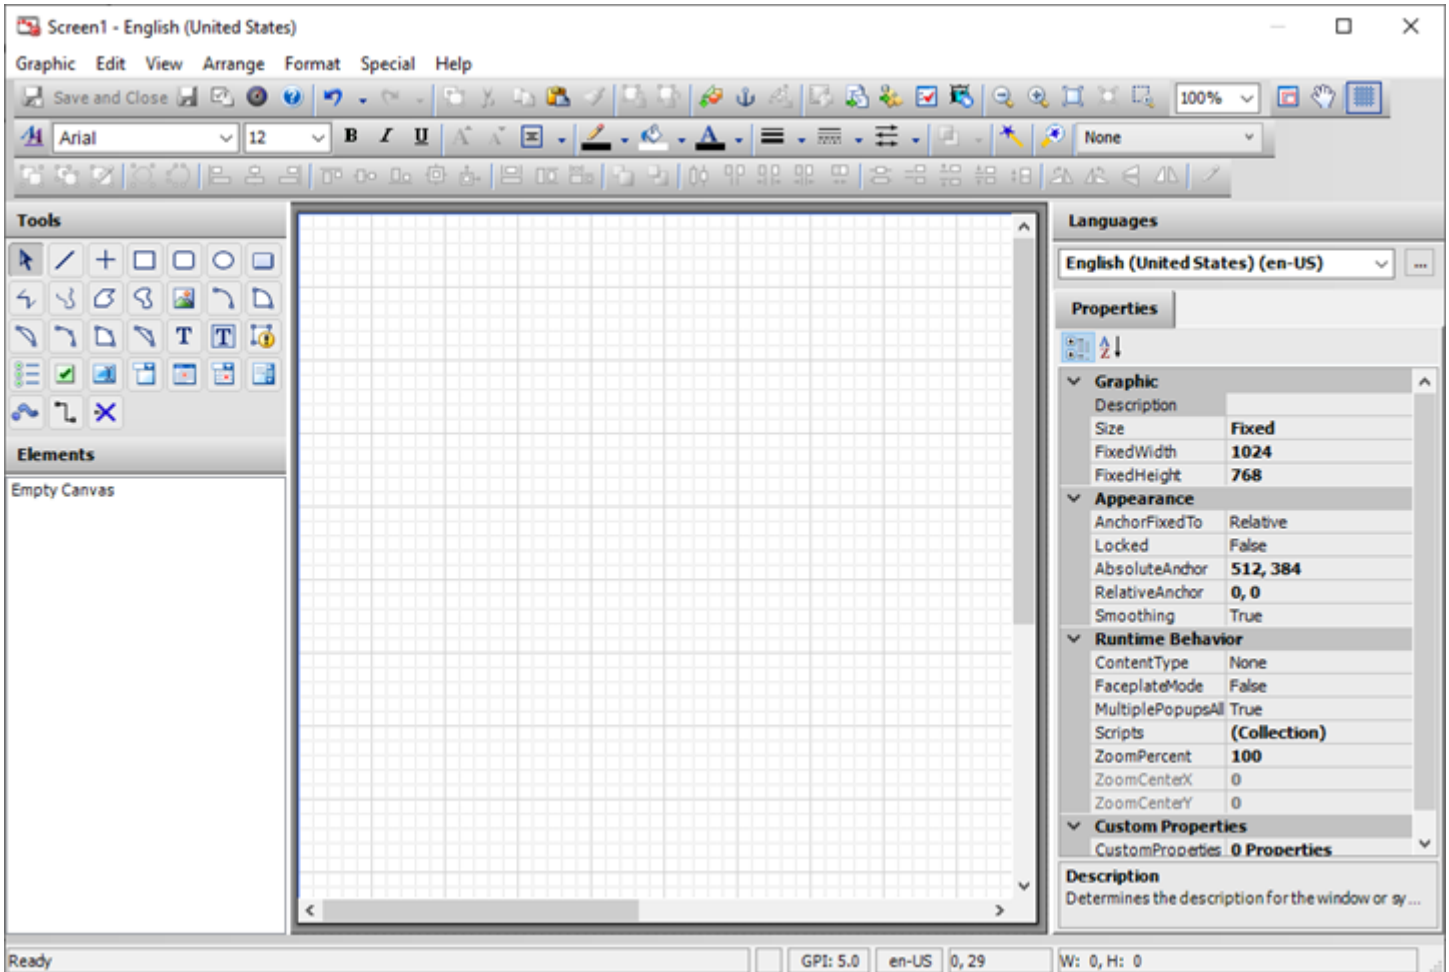 Screen1 - English (United States)
Graphic Edit View Arrange Format Special Help
Save and Close 100%
Arial 12 B I U A None
Tools
T T
Elements
Empty Canvas
Languages
English (United States) (en-US) ...
Properties
Graphic
Description
Size Fixed
FixedWidth 1024
FixedHeight 768
Appearance
AnchorFixedTo Relative
Locked False
AbsoluteAnchor 512, 384
RelativeAnchor 0, 0
Smoothing True
Runtime Behavior
ContentType None
FaceplateMode False
MultiplePopupsAll True
Scripts (Collection)
ZoomPercent 100
ZoomCenterX 0
ZoomCenterY 0
Custom Properties
CustomProperties 0 Properties
Description
Determines the description for the window or sy ...
Ready GPI: 5.0 en-US 0, 29 W: 0, H: 0